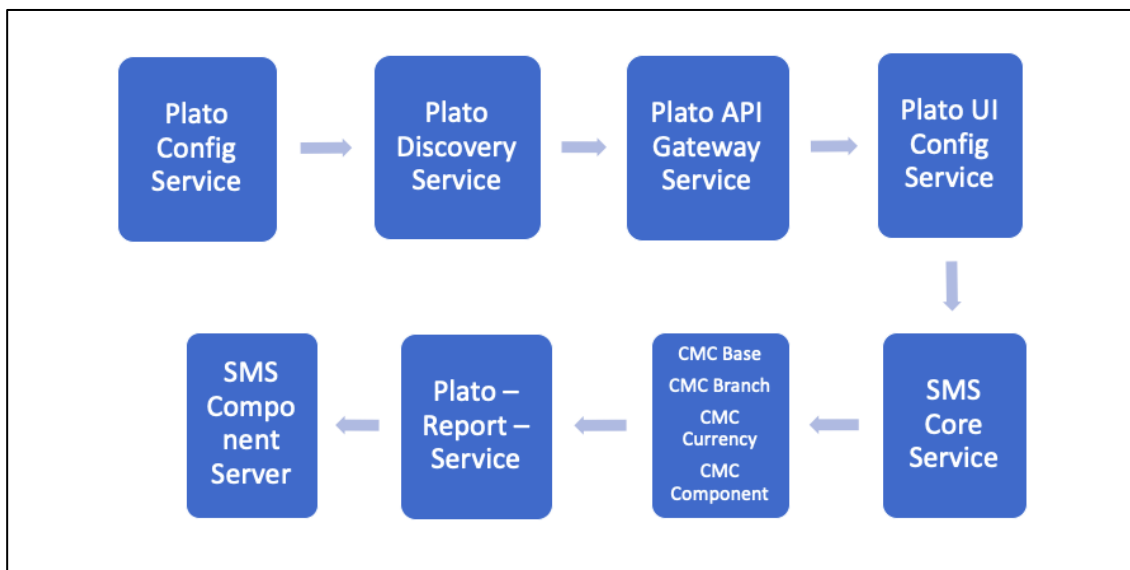 Plato
Config
Service
Plato
Discovery
Service
Plato API
Gateway
Service
Plato UI
Config
Service
SMS
Compo
nent
Server
Plato –
Report –
Service
CMC Base
CMC Branch
CMC
Currency
CMC
Component
SMS
Core
Service